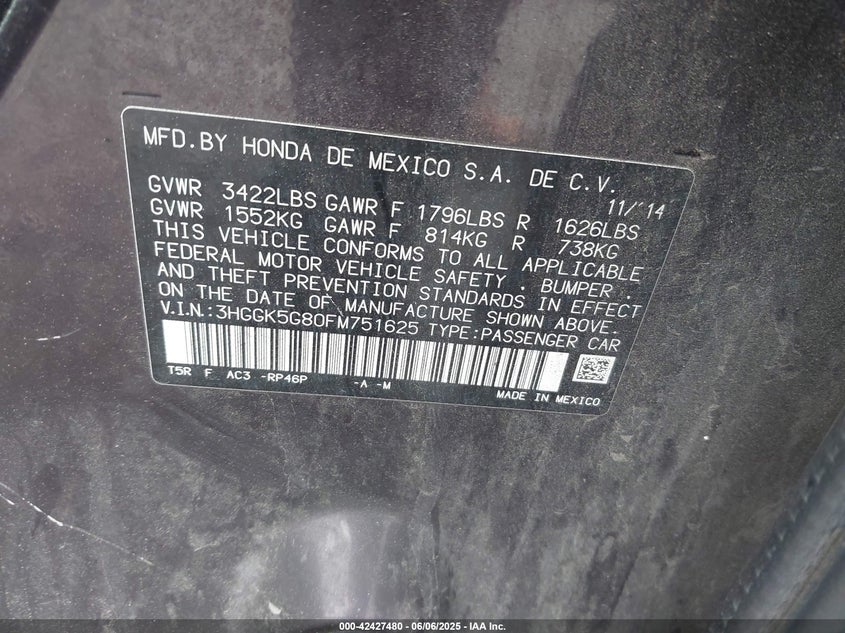 MFD.BY HONDA DE MEXICO S.A. DE C.V.
11/'14
GVWR 3422LBS GAWR F 1796LBS R 1626LBS
GVWR 1552KG GAWR F 814KG R 738KG
THIS VEHICLE CONFORMS TO ALL APPLICABLE
FEDERAL MOTOR VEHICLE SAFETY , BUMPER ,
AND THEFT PREVENTION STANDARDS IN EFFECT
ON THE DATE OF MANUFACTURE SHOWN ABOVE.
V.I.N.:3HGGK5G80FM751625 TYPE:PASSENGER CAR
T5R F AC3 -RP46P -A -M
MADE IN MEXICO
000-42427480 - 06/06/2025 - IAA Inc.